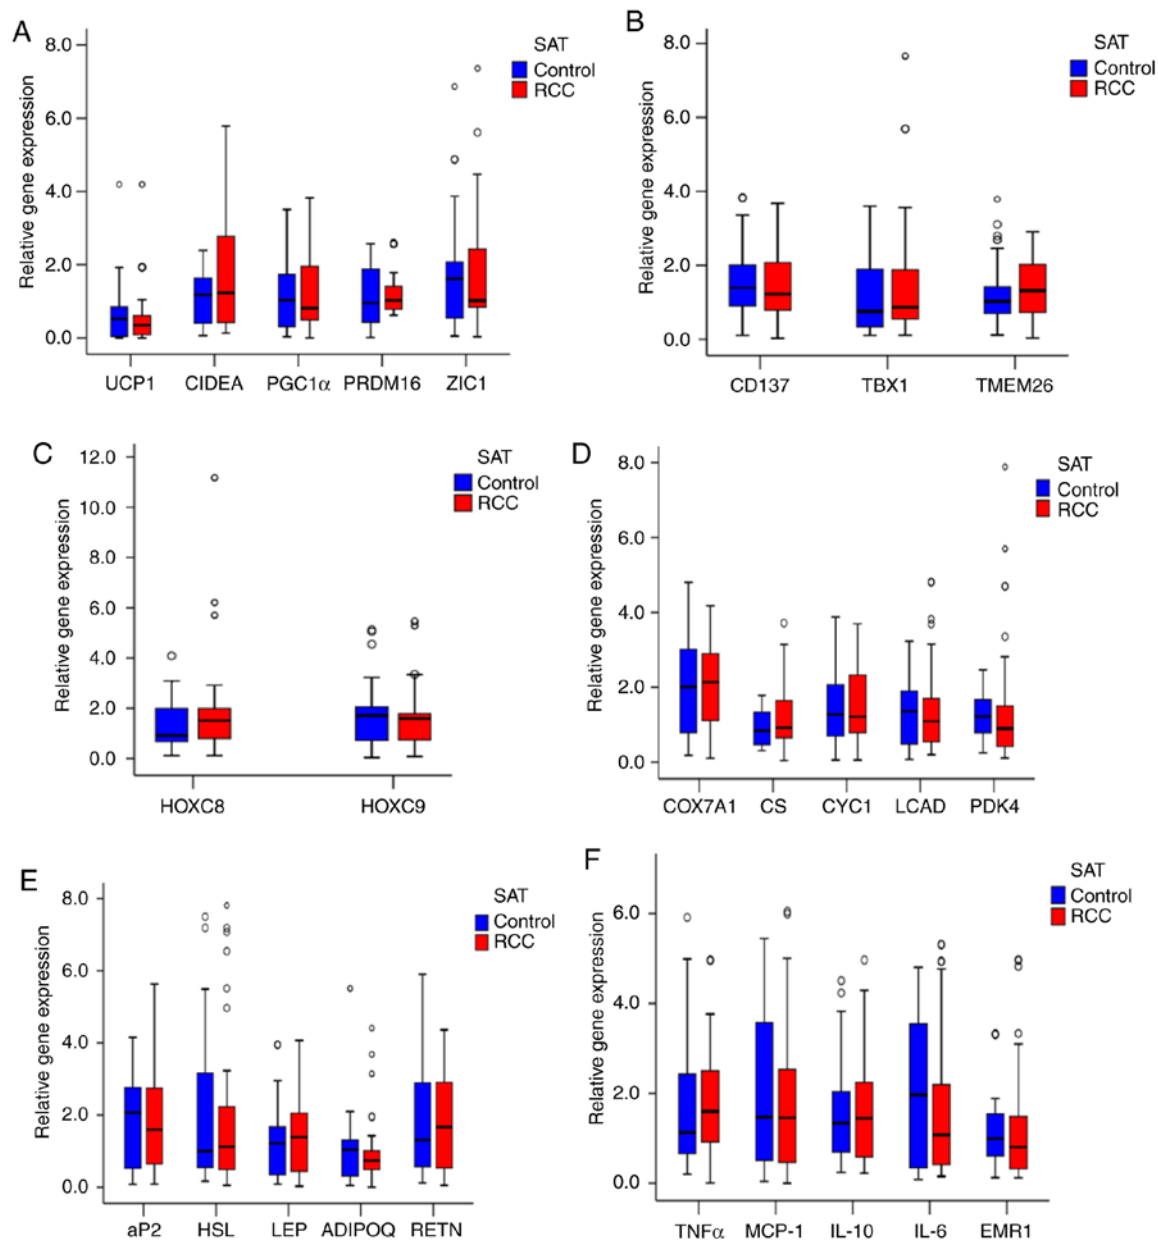 A
Relative gene expression
8.0
6.0
4.0
2.0
0.0
SAT
Control
RCC
UCP1 CIDEA PGC1α PRDM16 ZIC1
B
Relative gene expression
8.0
6.0
4.0
2.0
0.0
SAT
Control
RCC
CD137 TBX1 TMEM26
C
Relative gene expression
12.0
10.0
8.0
6.0
4.0
2.0
0.0
SAT
Control
RCC
HOXC8 HOXC9
D
Relative gene expression
8.0
6.0
4.0
2.0
0.0
SAT
Control
RCC
COX7A1 CS CYC1 LCAD PDK4
E
Relative gene expression
8.0
6.0
4.0
2.0
0.0
SAT
Control
RCC
aP2 HSL LEP ADIPOQ RETN
F
Relative gene expression
6.0
4.0
2.0
0.0
SAT
Control
RCC
TNFα MCP-1 IL-10 IL-6 EMR1